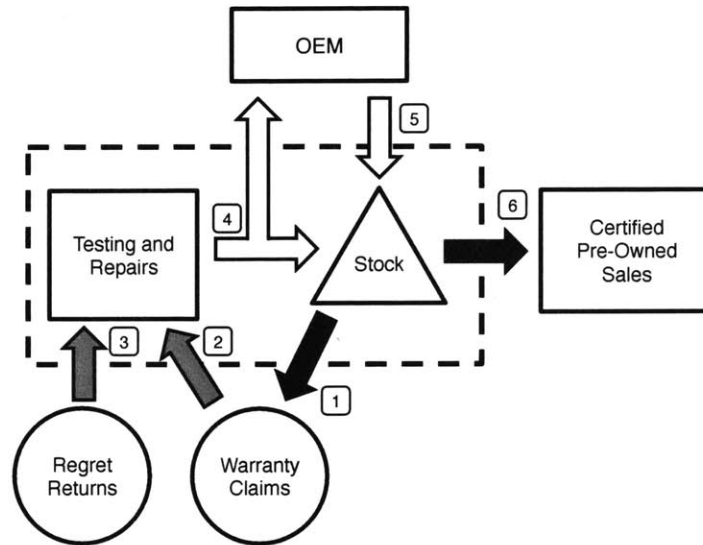 OEM
5
6
4
Testing and
Repairs
Stock
Certified
Pre-Owned
Sales
3
2
1
Regret
Returns
Warranty
Claims